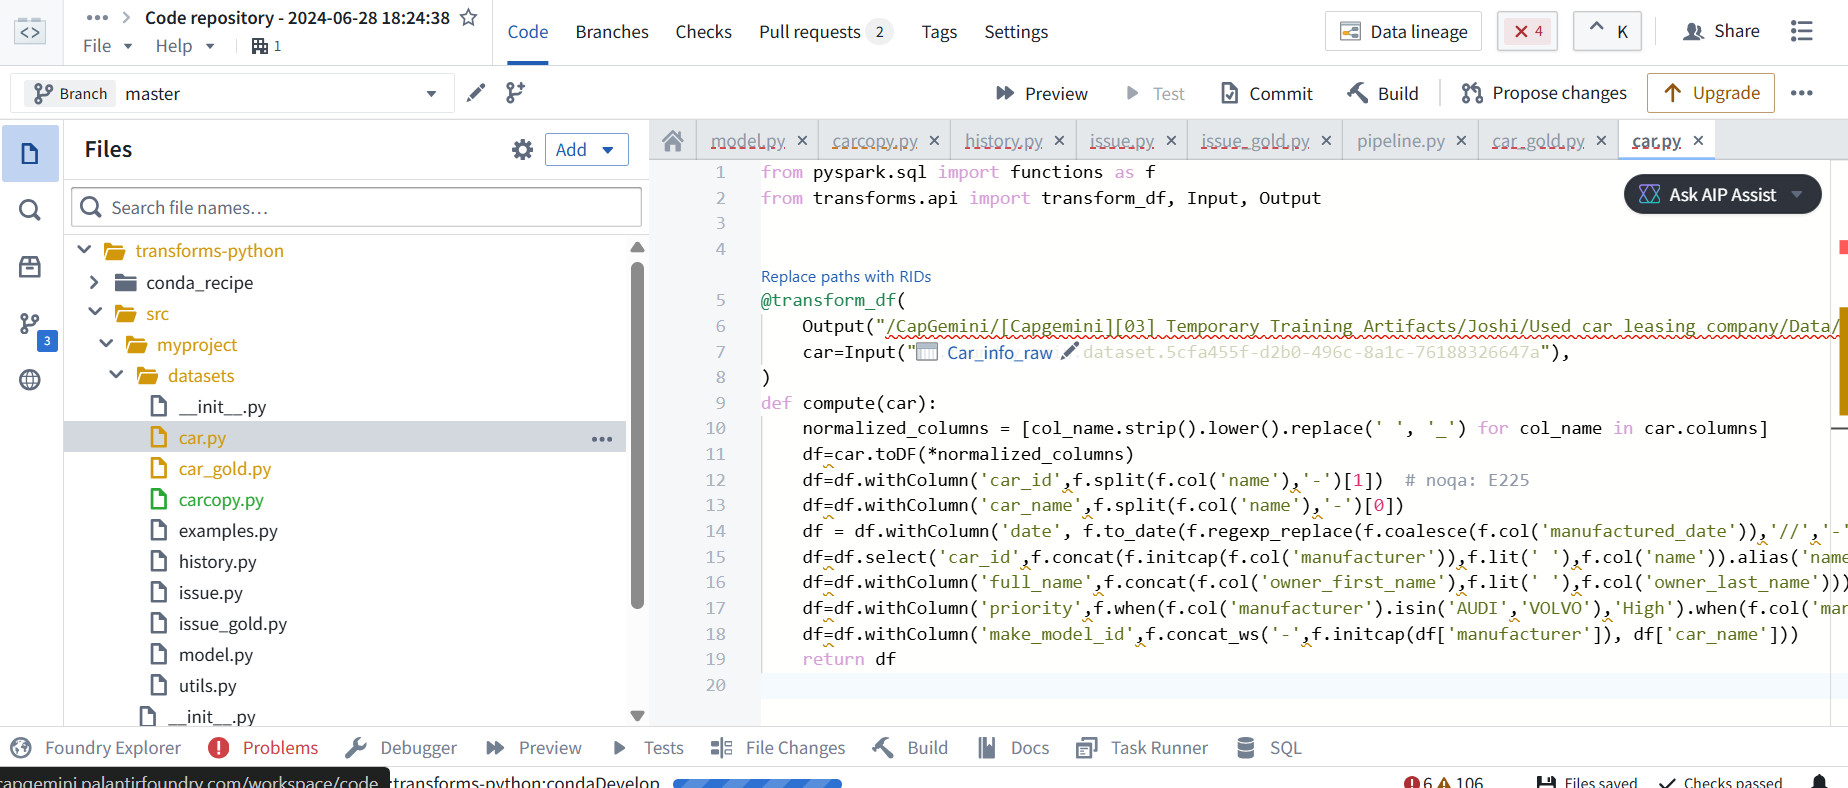 Code repository - 2024-06-28 18:24:38
File Help 1
Code Branches Checks Pull requests 2 Tags Settings
Data lineage 4 K Share
Branch master
Preview Test Commit Build Propose changes Upgrade
Files
Add
Search file names…
transforms-python
conda_recipe
src
myproject
datasets
__init__.py
car.py
car_gold.py
carcopy.py
examples.py
history.py
issue.py
issue_gold.py
model.py
utils.py
__init__.py
3
model.py carcopy.py history.py issue.py issue_gold.py pipeline.py car_gold.py car.py
Ask AIP Assist
1 from pyspark.sql import functions as f
2 from transforms.api import transform_df, Input, Output
3
4
Replace paths with RIDs
5 @transform_df(
6 Output("/CapGemini/[Capgemini][03] Temporary Training Artifacts/Joshi/Used car leasing company/Data/
7 car=Input("Car_info_raw dataset.5cfa455f-d2b0-496c-8a1c-76188326647a"),
8 )
9 def compute(car):
10 normalized_columns = [col_name.strip().lower().replace(' ', '_') for col_name in car.columns]
11 df=car.toDF(*normalized_columns)
12 df=df.withColumn('car_id',f.split(f.col('name'),'-')[1]) # noqa: E225
13 df=df.withColumn('car_name',f.split(f.col('name'),'-')[0])
14 df = df.withColumn('date', f.to_date(f.regexp_replace(f.coalesce(f.col('manufactured_date')),'//','-'
15 df=df.select('car_id',f.concat(f.initcap(f.col('manufacturer')),f.lit(' '),f.col('name')).alias('name
16 df=df.withColumn('full_name',f.concat(f.col('owner_first_name'),f.lit(' '),f.col('owner_last_name')))
17 df=df.withColumn('priority',f.when(f.col('manufacturer').isin('AUDI','VOLVO'),'High').when(f.col('mar
18 df=df.withColumn('make_model_id',f.concat_ws('-',f.initcap(df['manufacturer']), df['car_name']))
19 return df
20
Foundry Explorer Problems Debugger Preview Tests File Changes Build Docs Task Runner SQL
capgemini.palantirfoundry.com/workspace/code :transforms-python:condaDevelop 6 106 Files saved Checks passed